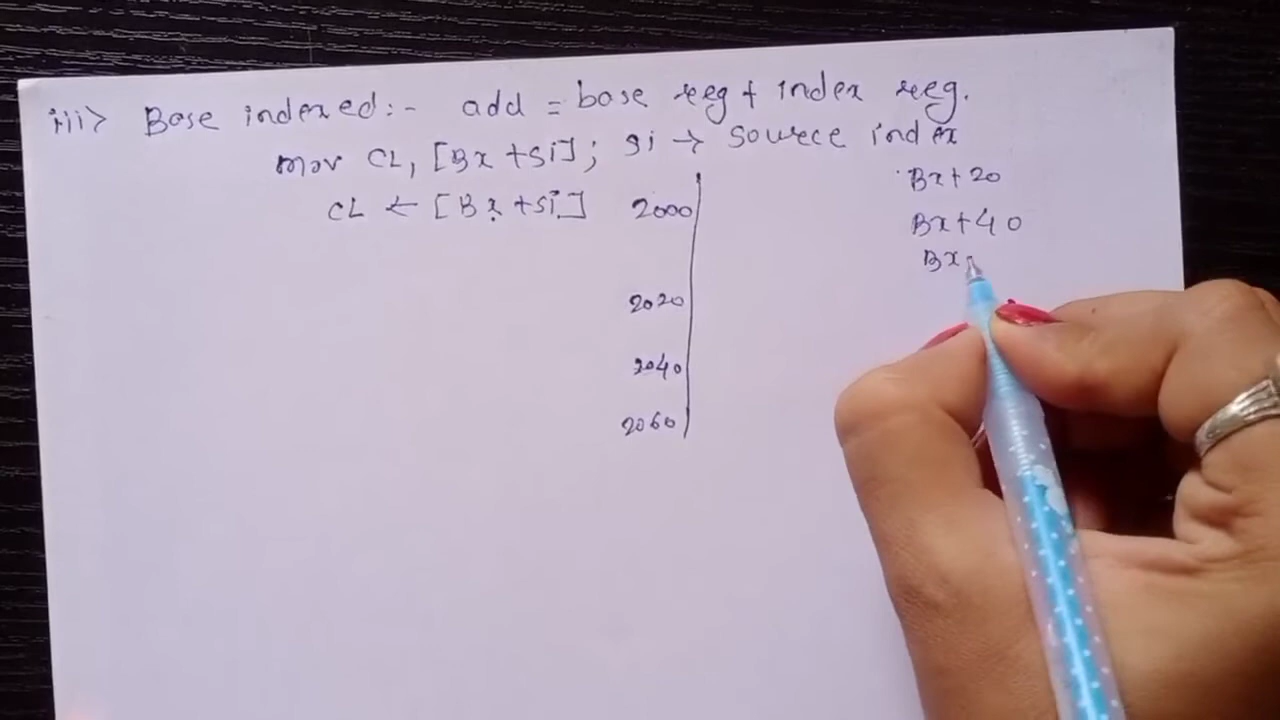 iii> Base indexed:- add = base reg + index reg.
mov CL, [Bx + Si]; Si → Source index
CL ← [Bx + Si]
2000
2020
2040
2060
Bx + 20
Bx + 40
Bx